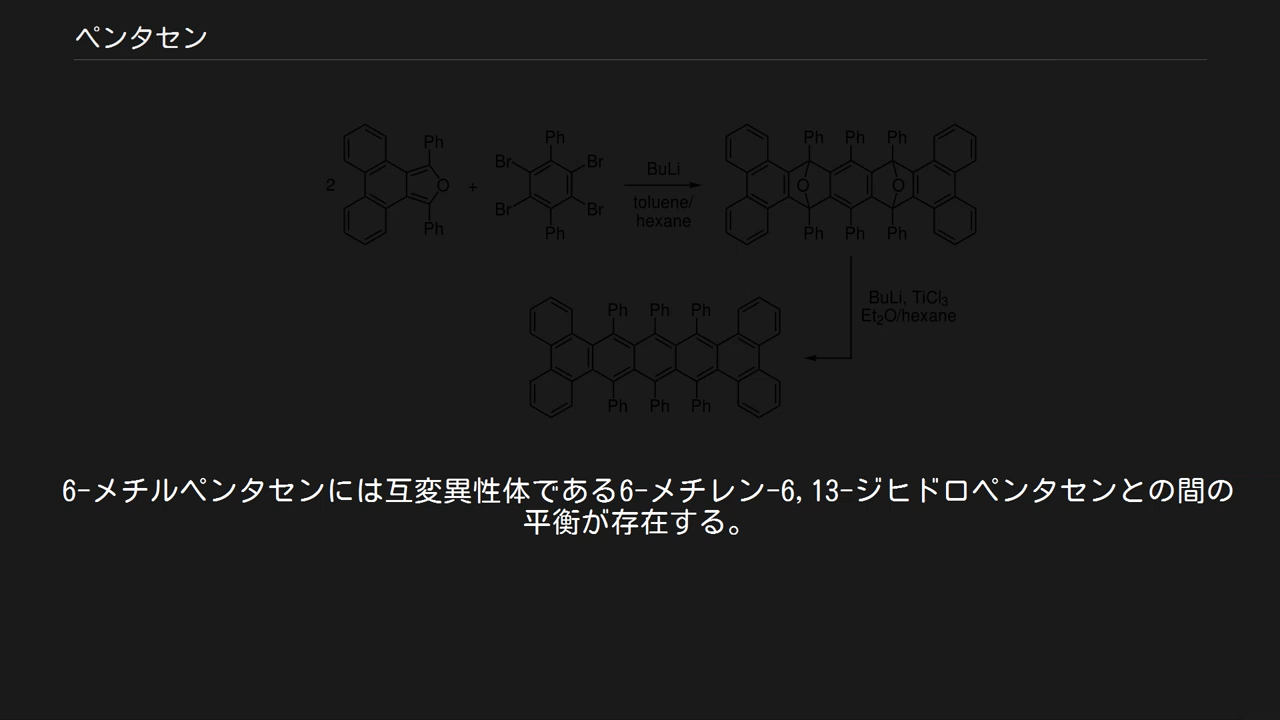 ペンタセン
Ph Ph Ph Ph Ph
Br Br BuLi
2 O + O O
Br Br toluene/
hexane
Ph Ph Ph Ph Ph
BuLi, TiCl₃
Et₂O/hexane
Ph Ph Ph
Ph Ph Ph
6-メチルペンタセンには互変異性体である6-メチレン-6,13-ジヒドロペンタセンとの間の
平衡が存在する。